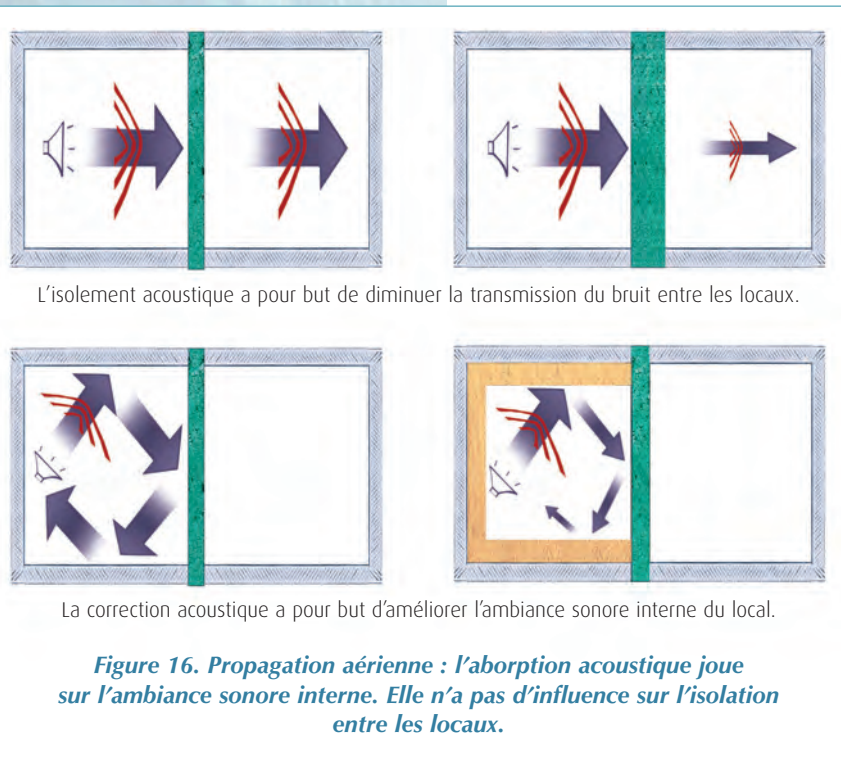 L'isolement acoustique a pour but de diminuer la transmission du bruit entre les locaux.
La correction acoustique a pour but d'améliorer l'ambiance sonore interne du local.
Figure 16. Propagation aérienne : l'aborption acoustique joue
sur l'ambiance sonore interne. Elle n'a pas d'influence sur l'isolation
entre les locaux.